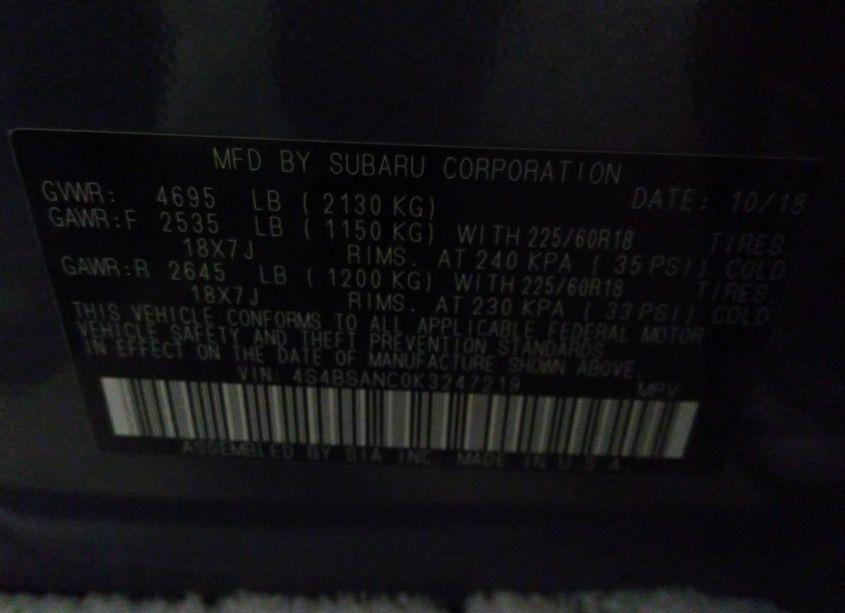 MFD BY SUBARU CORPORATION
GVWR: 4695 LB ( 2130 KG) DATE: 10/18
GAWR:F 2535 LB ( 1150 KG) WITH 225/60R18 TIRES,
18X7J RIMS. AT 240 KPA ( 35 PSI) COLD
GAWR:R 2645 LB ( 1200 KG) WITH 225/60R18 TIRES,
18X7J RIMS. AT 230 KPA ( 33 PSI) COLD
THIS VEHICLE CONFORMS TO ALL APPLICABLE FEDERAL MOTOR
VEHICLE SAFETY AND THEFT PREVENTION STANDARDS
IN EFFECT ON THE DATE OF MANUFACTURE SHOWN ABOVE.
VIN: 4S4BSANC0K3247219 MPV
ASSEMBLED BY SIA INC. MADE IN U.S.A.